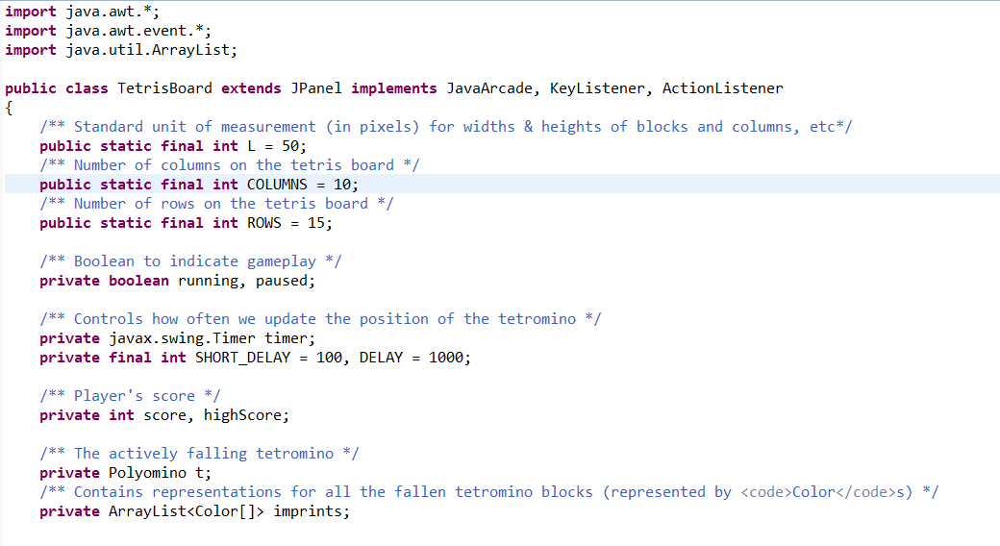 import java.awt.*;
import java.awt.event.*;
import java.util.ArrayList;
public class TetrisBoard extends JPanel implements JavaArcade, KeyListener, ActionListener
{
/** Standard unit of measurement (in pixels) for widths & heights of blocks and columns, etc*/
public static final int L = 50;
/** Number of columns on the tetris board */
public static final int COLUMNS = 10;
/** Number of rows on the tetris board */
public static final int ROWS = 15;
/** Boolean to indicate gameplay */
private boolean running, paused;
/** Controls how often we update the position of the tetromino */
private javax.swing.Timer timer;
private final int SHORT_DELAY = 100, DELAY = 1000;
/** Player's score */
private int score, highScore;
/** The actively falling tetromino */
private Polyomino t;
/** Contains representations for all the fallen tetromino blocks (represented by <code>Color</code>s) */
private ArrayList<Color[]> imprints;